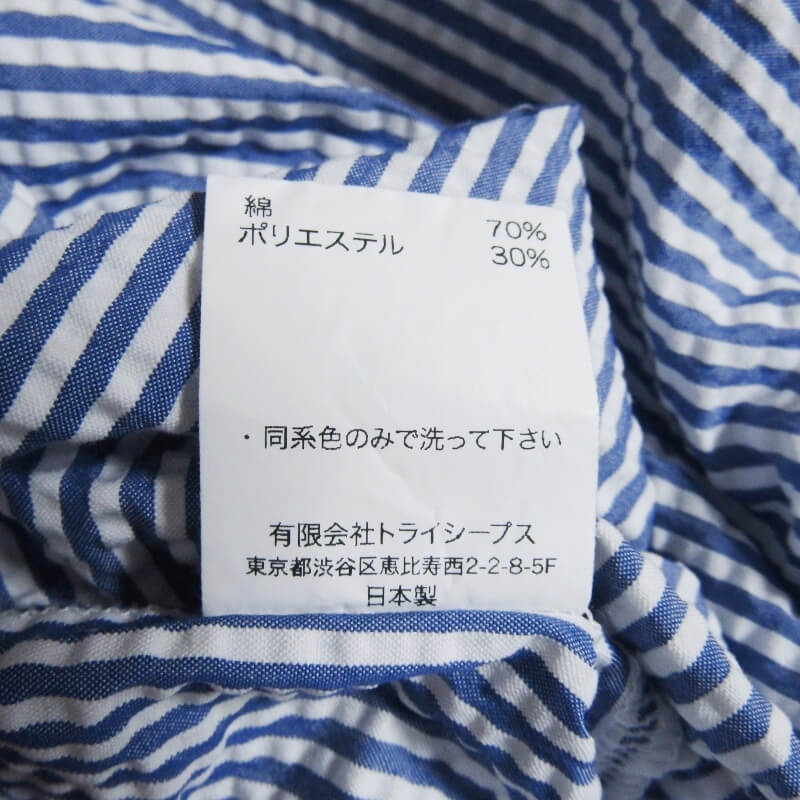 綿 70%
ポリエステル 30%
・同系色のみで洗って下さい
有限会社トライシープス
東京都渋谷区恵比寿西2-2-8-5F
日本製